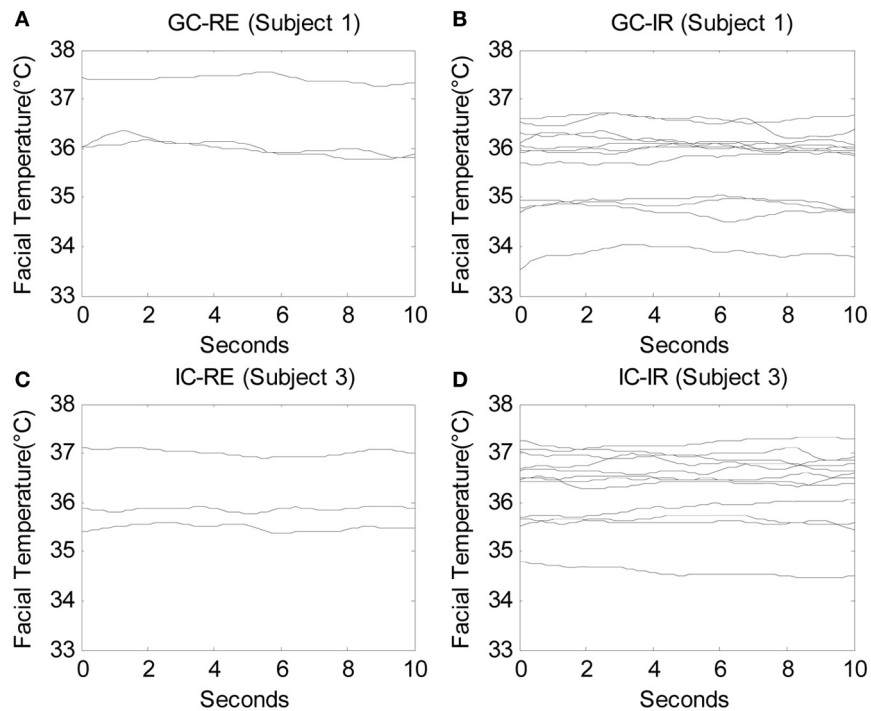 A
GC-RE (Subject 1)
Facial Temperature(°C)
38
37
36
35
34
33
0 2 4 6 8 10
Seconds
B
GC-IR (Subject 1)
Facial Temperature(°C)
38
37
36
35
34
33
0 2 4 6 8 10
Seconds
C
IC-RE (Subject 3)
Facial Temperature(°C)
38
37
36
35
34
33
0 2 4 6 8 10
Seconds
D
IC-IR (Subject 3)
Facial Temperature(°C)
38
37
36
35
34
33
0 2 4 6 8 10
Seconds